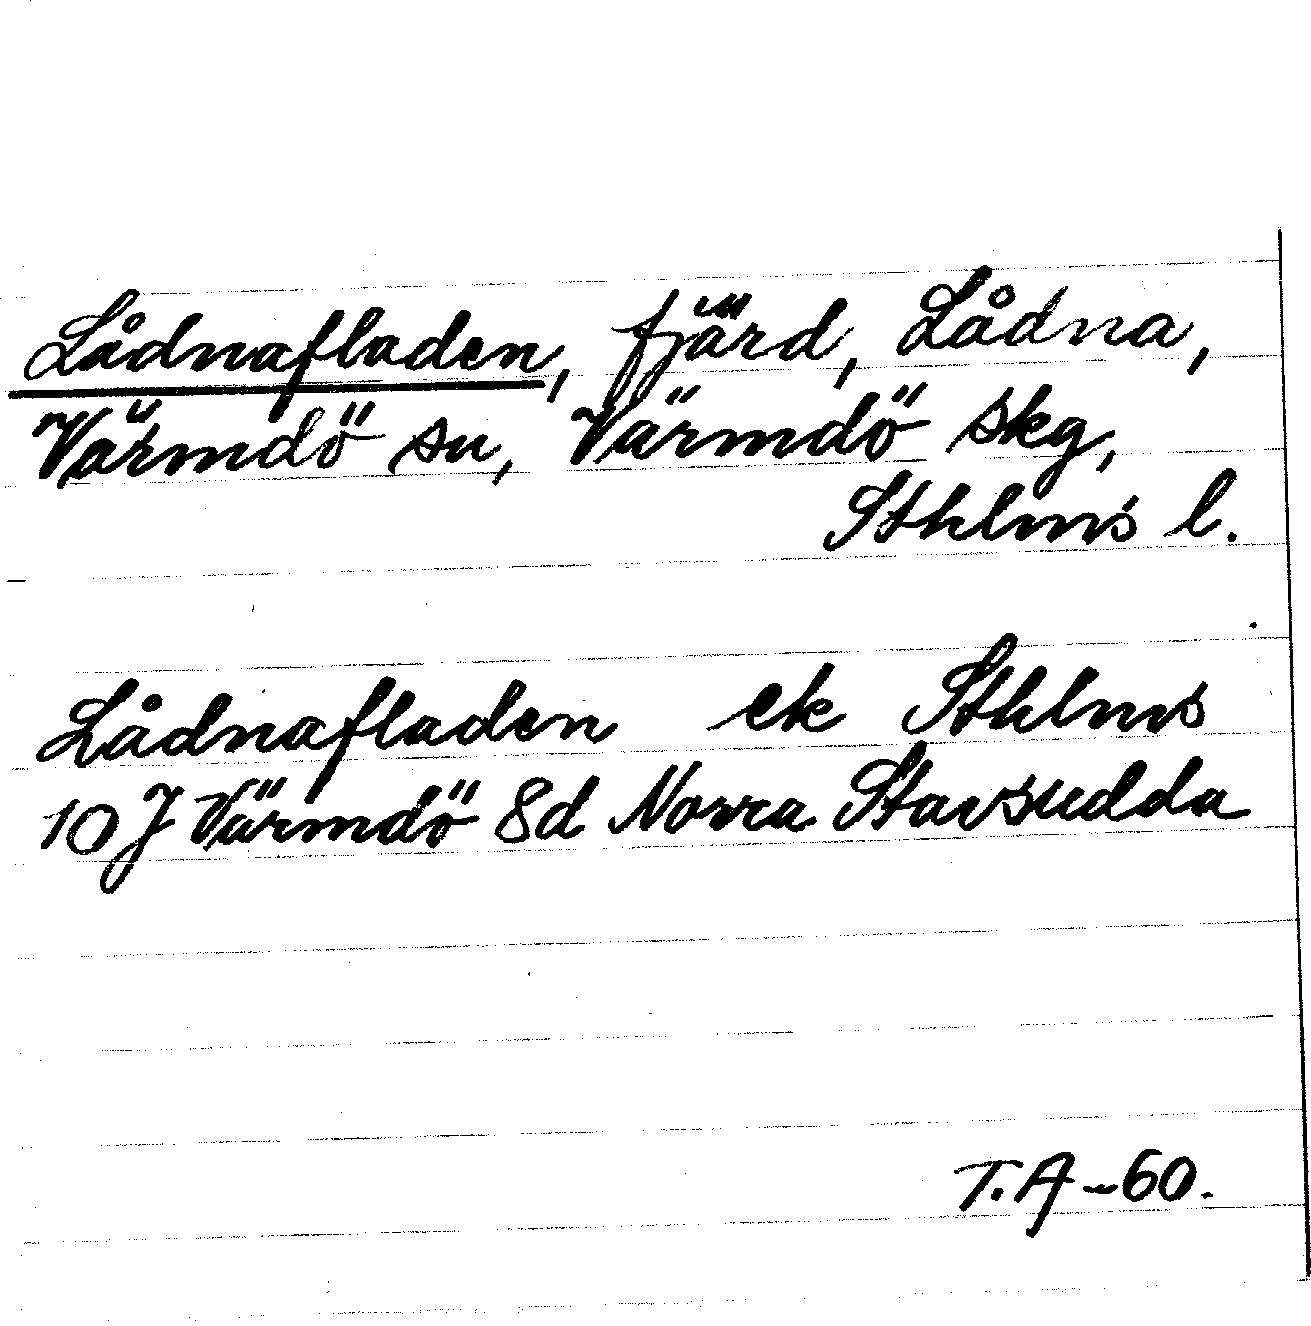 Lådnafladen, fjärd, Lådna,
Värmdö sn, Värmdö skg,
Sthlms l.
Lådnafladen ek Sthlms
10 J Värmdö 8d Norra Stavsudda
T.A -60.